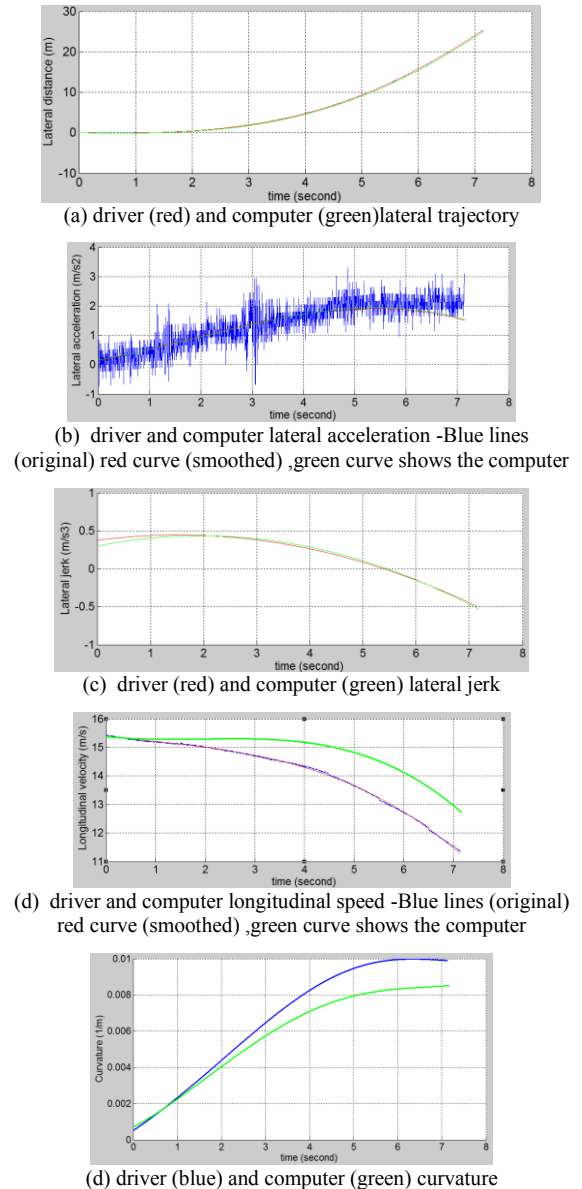 30
20
10
0
-10
Lateral distance (m)
0 1 2 3 4 5 6 7 8
time (second)
(a) driver (red) and computer (green)lateral trajectory
4
3
2
1
0
-1
Lateral acceleration (m/s2)
0 1 2 3 4 5 6 7 8
time (second)
(b) driver and computer lateral acceleration -Blue lines
(original) red curve (smoothed) ,green curve shows the computer
1
0.5
0
-0.5
-1
Lateral jerk (m/s3)
0 1 2 3 4 5 6 7 8
time (second)
(c) driver (red) and computer (green) lateral jerk
16
15
14
13
12
11
Longitudinal velocity (m/s)
0 1 2 3 4 5 6 7 8
time (second)
(d) driver and computer longitudinal speed -Blue lines (original)
red curve (smoothed) ,green curve shows the computer
0.01
0.008
0.006
0.004
0.002
0
Curvature (1/m)
0 1 2 3 4 5 6 7 8
time (second)
(d) driver (blue) and computer (green) curvature